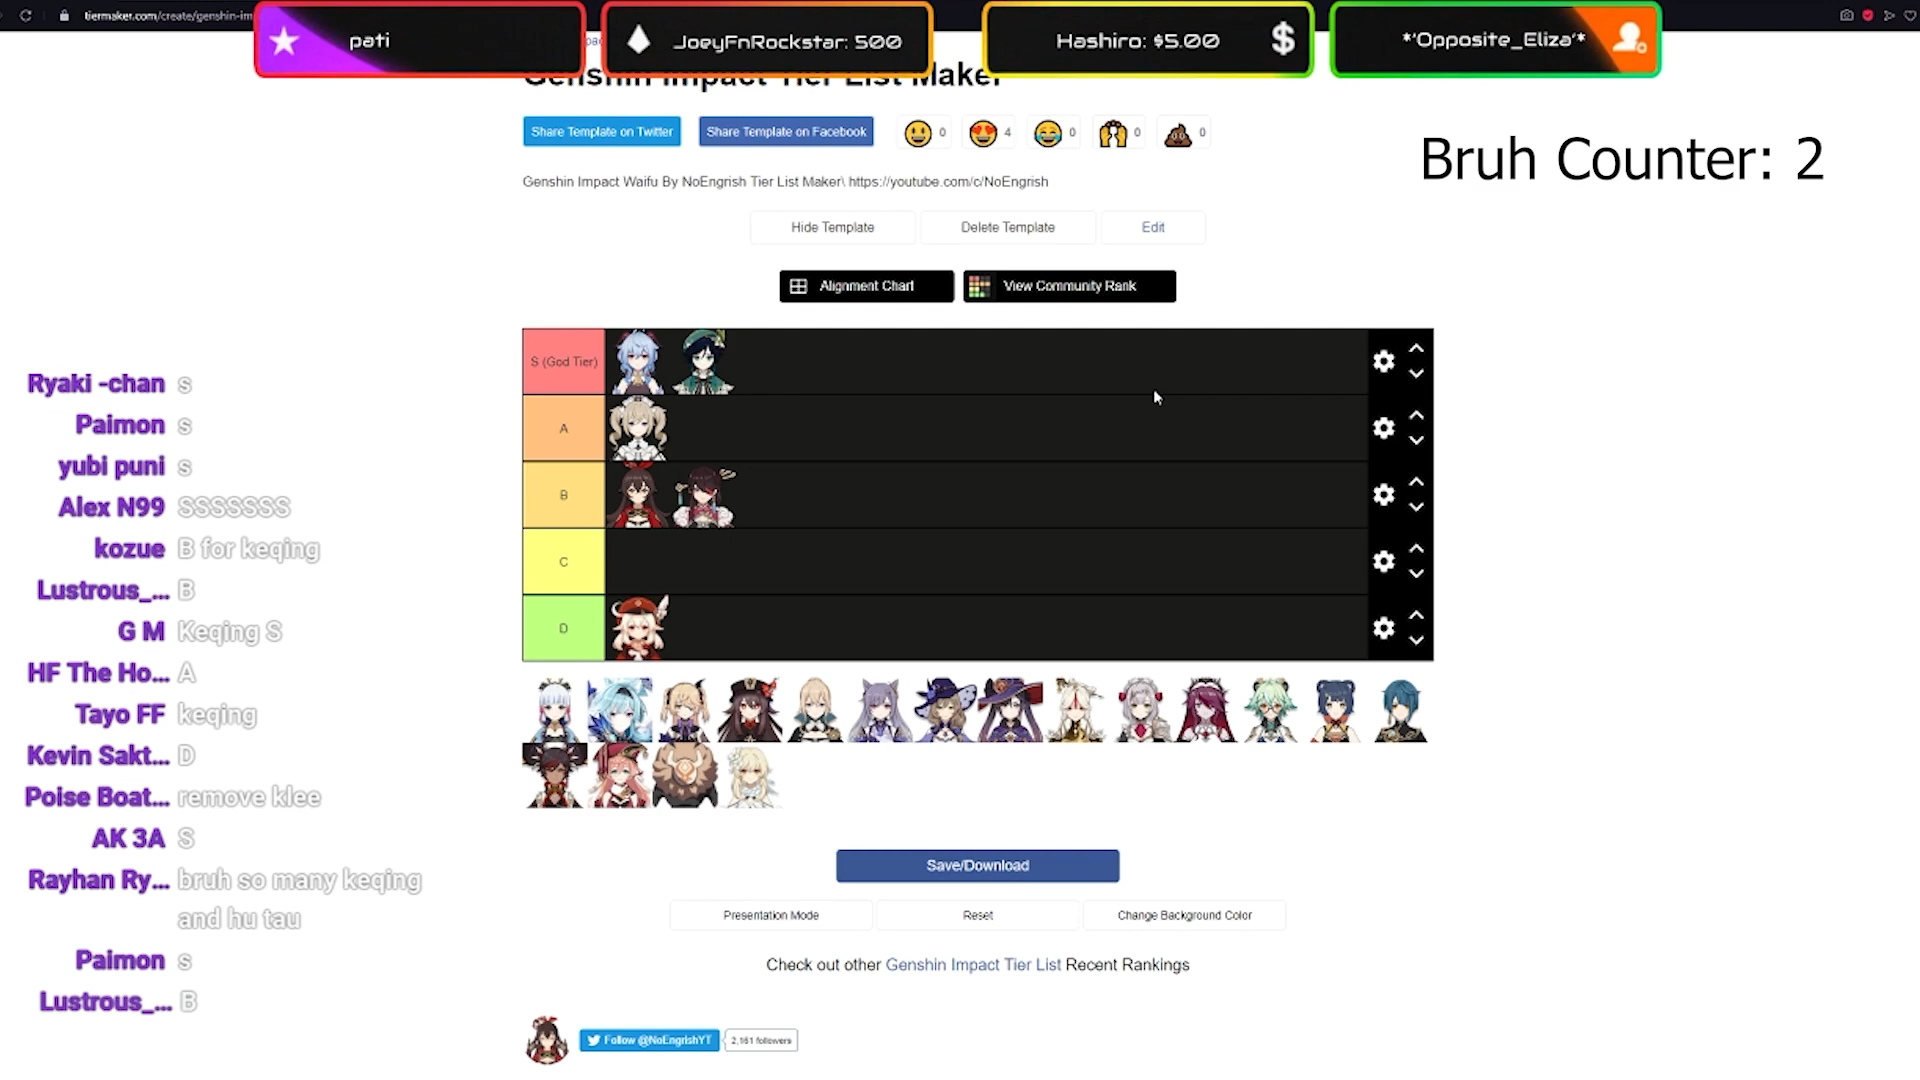 tiermaker.com/create/genshin-im
pati
JoeyFnRockstar: 500
Hashiro: $5.00
$
*'Opposite_Eliza'*
Genshin Impact Tier List Maker
Share Template on Twitter
Share Template on Facebook
0
4
0
0
0
Bruh Counter: 2
Genshin Impact Waifu By NoEngrish Tier List Maker\ https://youtube.com/c/NoEngrish
Hide Template
Delete Template
Edit
Alignment Chart
View Community Rank
S (God Tier)
A
B
C
D
Ryaki -chan s
Paimon s
yubi puni s
Alex N99 SSSSSSS
kozue B for keqing
Lustrous_... B
G M Keqing S
HF The Ho... A
Tayo FF keqing
Kevin Sakt... D
Poise Boat... remove klee
AK 3A S
Rayhan Ry... bruh so many keqing
and hu tau
Paimon s
Lustrous_... B
Save/Download
Presentation Mode
Reset
Change Background Color
Check out other Genshin Impact Tier List Recent Rankings
Follow @NoEngrishYT
2,161 followers